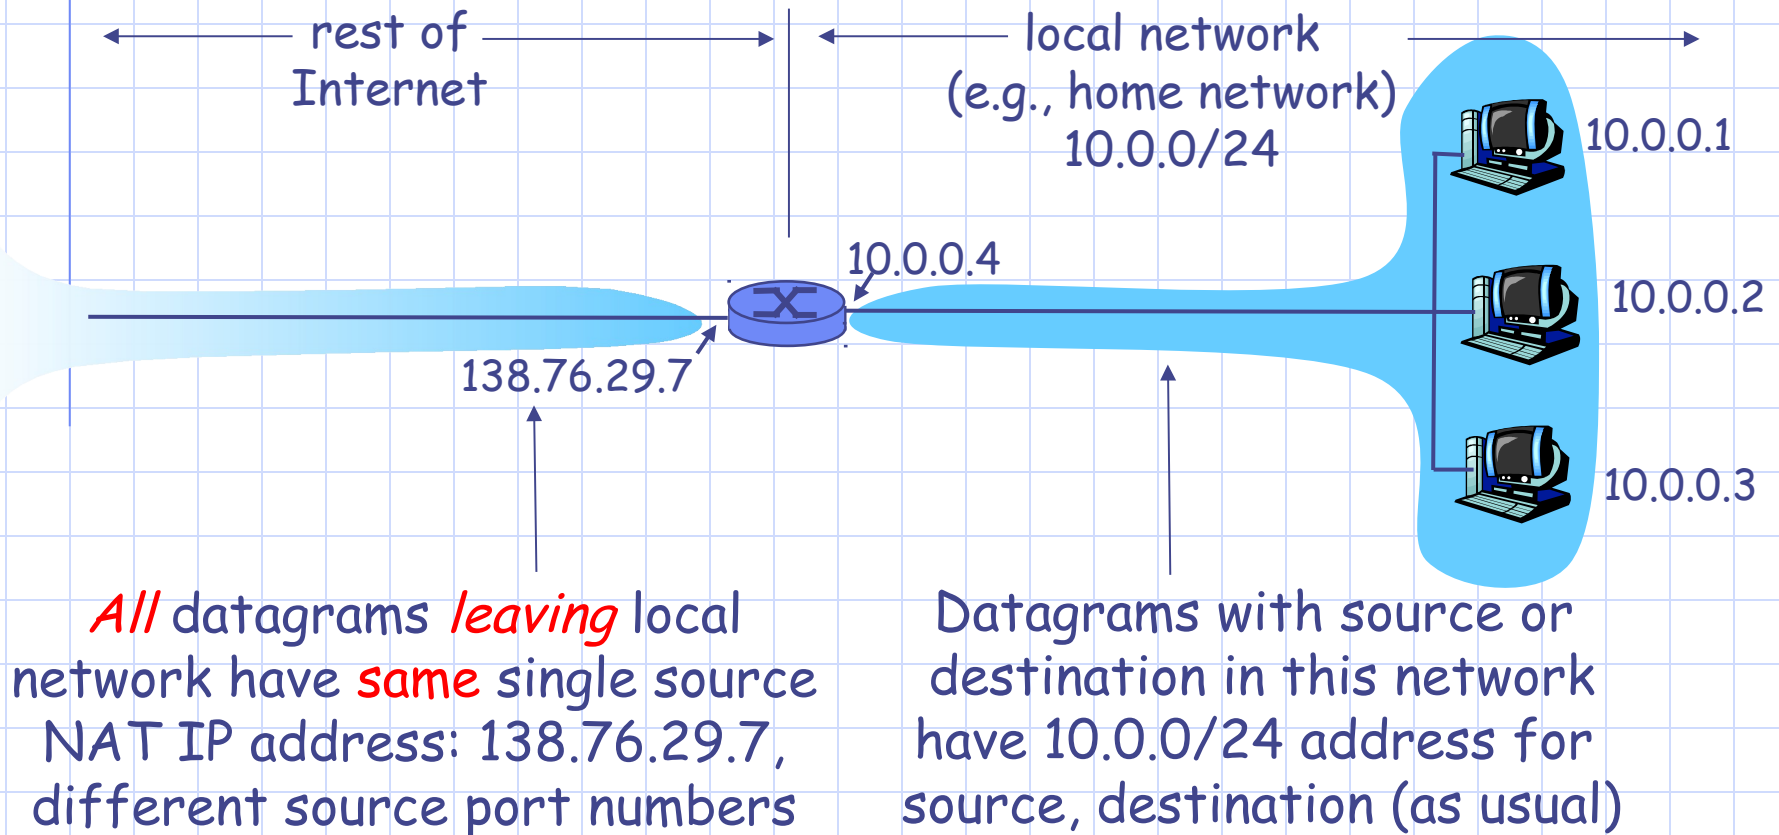 rest of
Internet
local network
(e.g., home network)
10.0.0/24
10.0.0.1
10.0.0.4
10.0.0.2
138.76.29.7
10.0.0.3
All datagrams leaving local
network have same single source
NAT IP address: 138.76.29.7,
different source port numbers
Datagrams with source or
destination in this network
have 10.0.0/24 address for
source, destination (as usual)